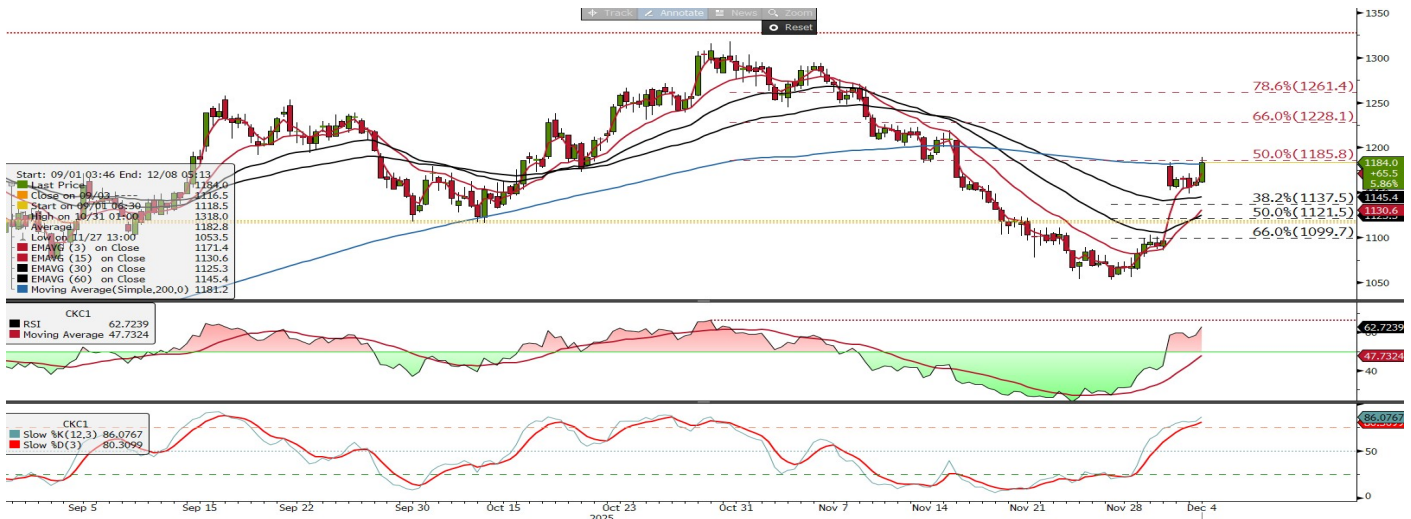 Track Annotate News Zoom
Reset
1350
1300
1250
1200
1100
1050
78.6%(1261.4)
66.0%(1228.1)
50.0%(1185.8)
38.2%(1137.5)
50.0%(1121.5)
66.0%(1099.7)
1184.0
+65.5
5.86%
1145.4
1130.6
Start: 09/01 03:46 End: 12/08 05:13
Last Price 1184.0
Close on 09/03 ---- 1116.5
Start on 09/01 06:30 1118.5
High on 10/31 01:00 1318.0
Average 1182.8
Low on 11/27 13:00 1053.5
EMAVG (3) on Close 1171.4
EMAVG (15) on Close 1130.6
EMAVG (30) on Close 1125.3
EMAVG (60) on Close 1145.4
Moving Average(Simple,200,0) 1181.2
CKC1
RSI 62.7239
Moving Average 47.7324
62.7239
47.7324
40
CKC1
Slow %K(12,3) 86.0767
Slow %D(3) 80.3099
86.0767
50
0
Sep 5 Sep 15 Sep 22 Sep 30 Oct 15 Oct 23 Oct 31 Nov 7 Nov 14 Nov 21 Nov 28 Dec 4
2025